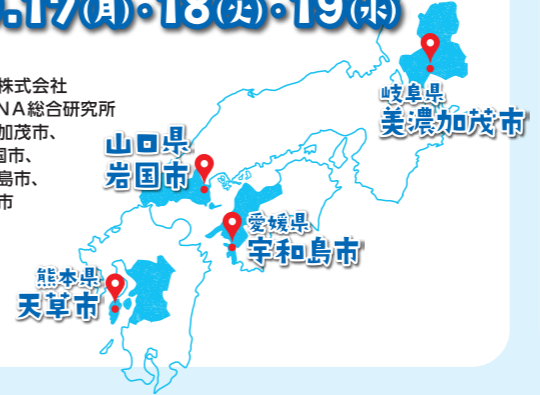 .17(月)・18(火)・19(水)
株式会社
NA総合研究所
加茂市、
国市、
島市、
市
岐阜県
美濃加茂市
山口県
岩国市
愛媛県
宇和島市
熊本県
天草市